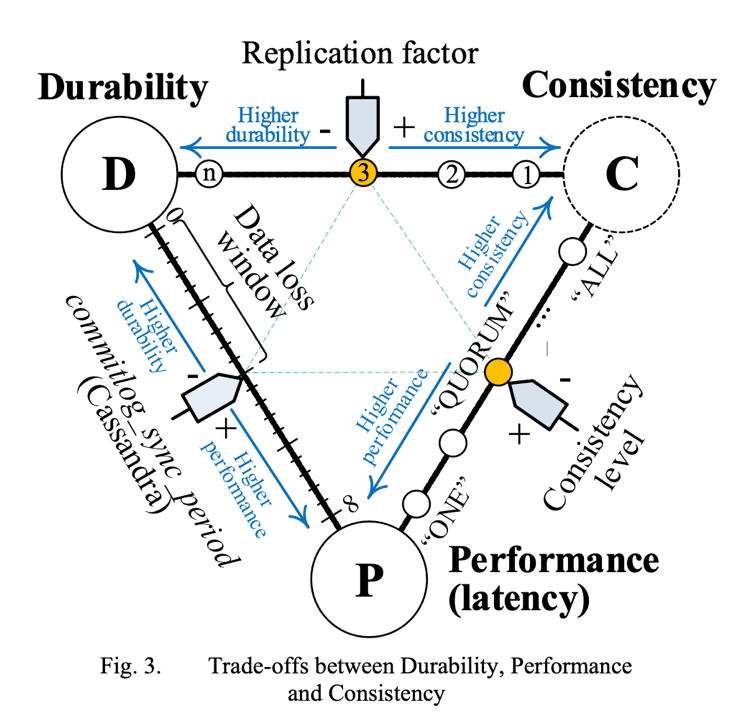 Replication factor
Durability
Consistency
Higher
durability
-
+
Higher
consistency
D
n
3
2
1
C
0
Data loss
window
Higher
consistency
“ALL”
...
Higher
durability
commitlog_sync_period
(Cassandra)
-
+
Higher
performance
∞
“QUORUM”
Higher
performance
-
+
Consistency
level
“ONE”
P
Performance
(latency)
Fig. 3. Trade-offs between Durability, Performance
and Consistency